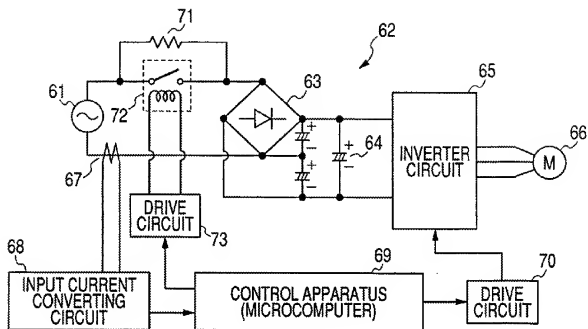 71
62
61
72
63
65
66
+
+
64
−
+
−
−
INVERTER
CIRCUIT
M
67
DRIVE
CIRCUIT
73
68
69
70
INPUT CURRENT
CONVERTING
CIRCUIT
CONTROL APPARATUS
(MICROCOMPUTER)
DRIVE
CIRCUIT